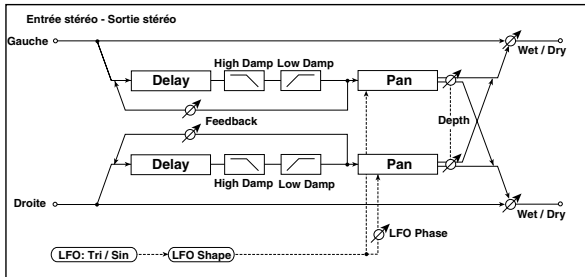 Entrée stéréo - Sortie stéréo
Gauche
Wet / Dry
High Damp
Low Damp
Delay
Pan
Feedback
Depth
Delay
Pan
High Damp
Low Damp
Droite
Wet / Dry
LFO Phase
LFO: Tri / Sin
LFO Shape